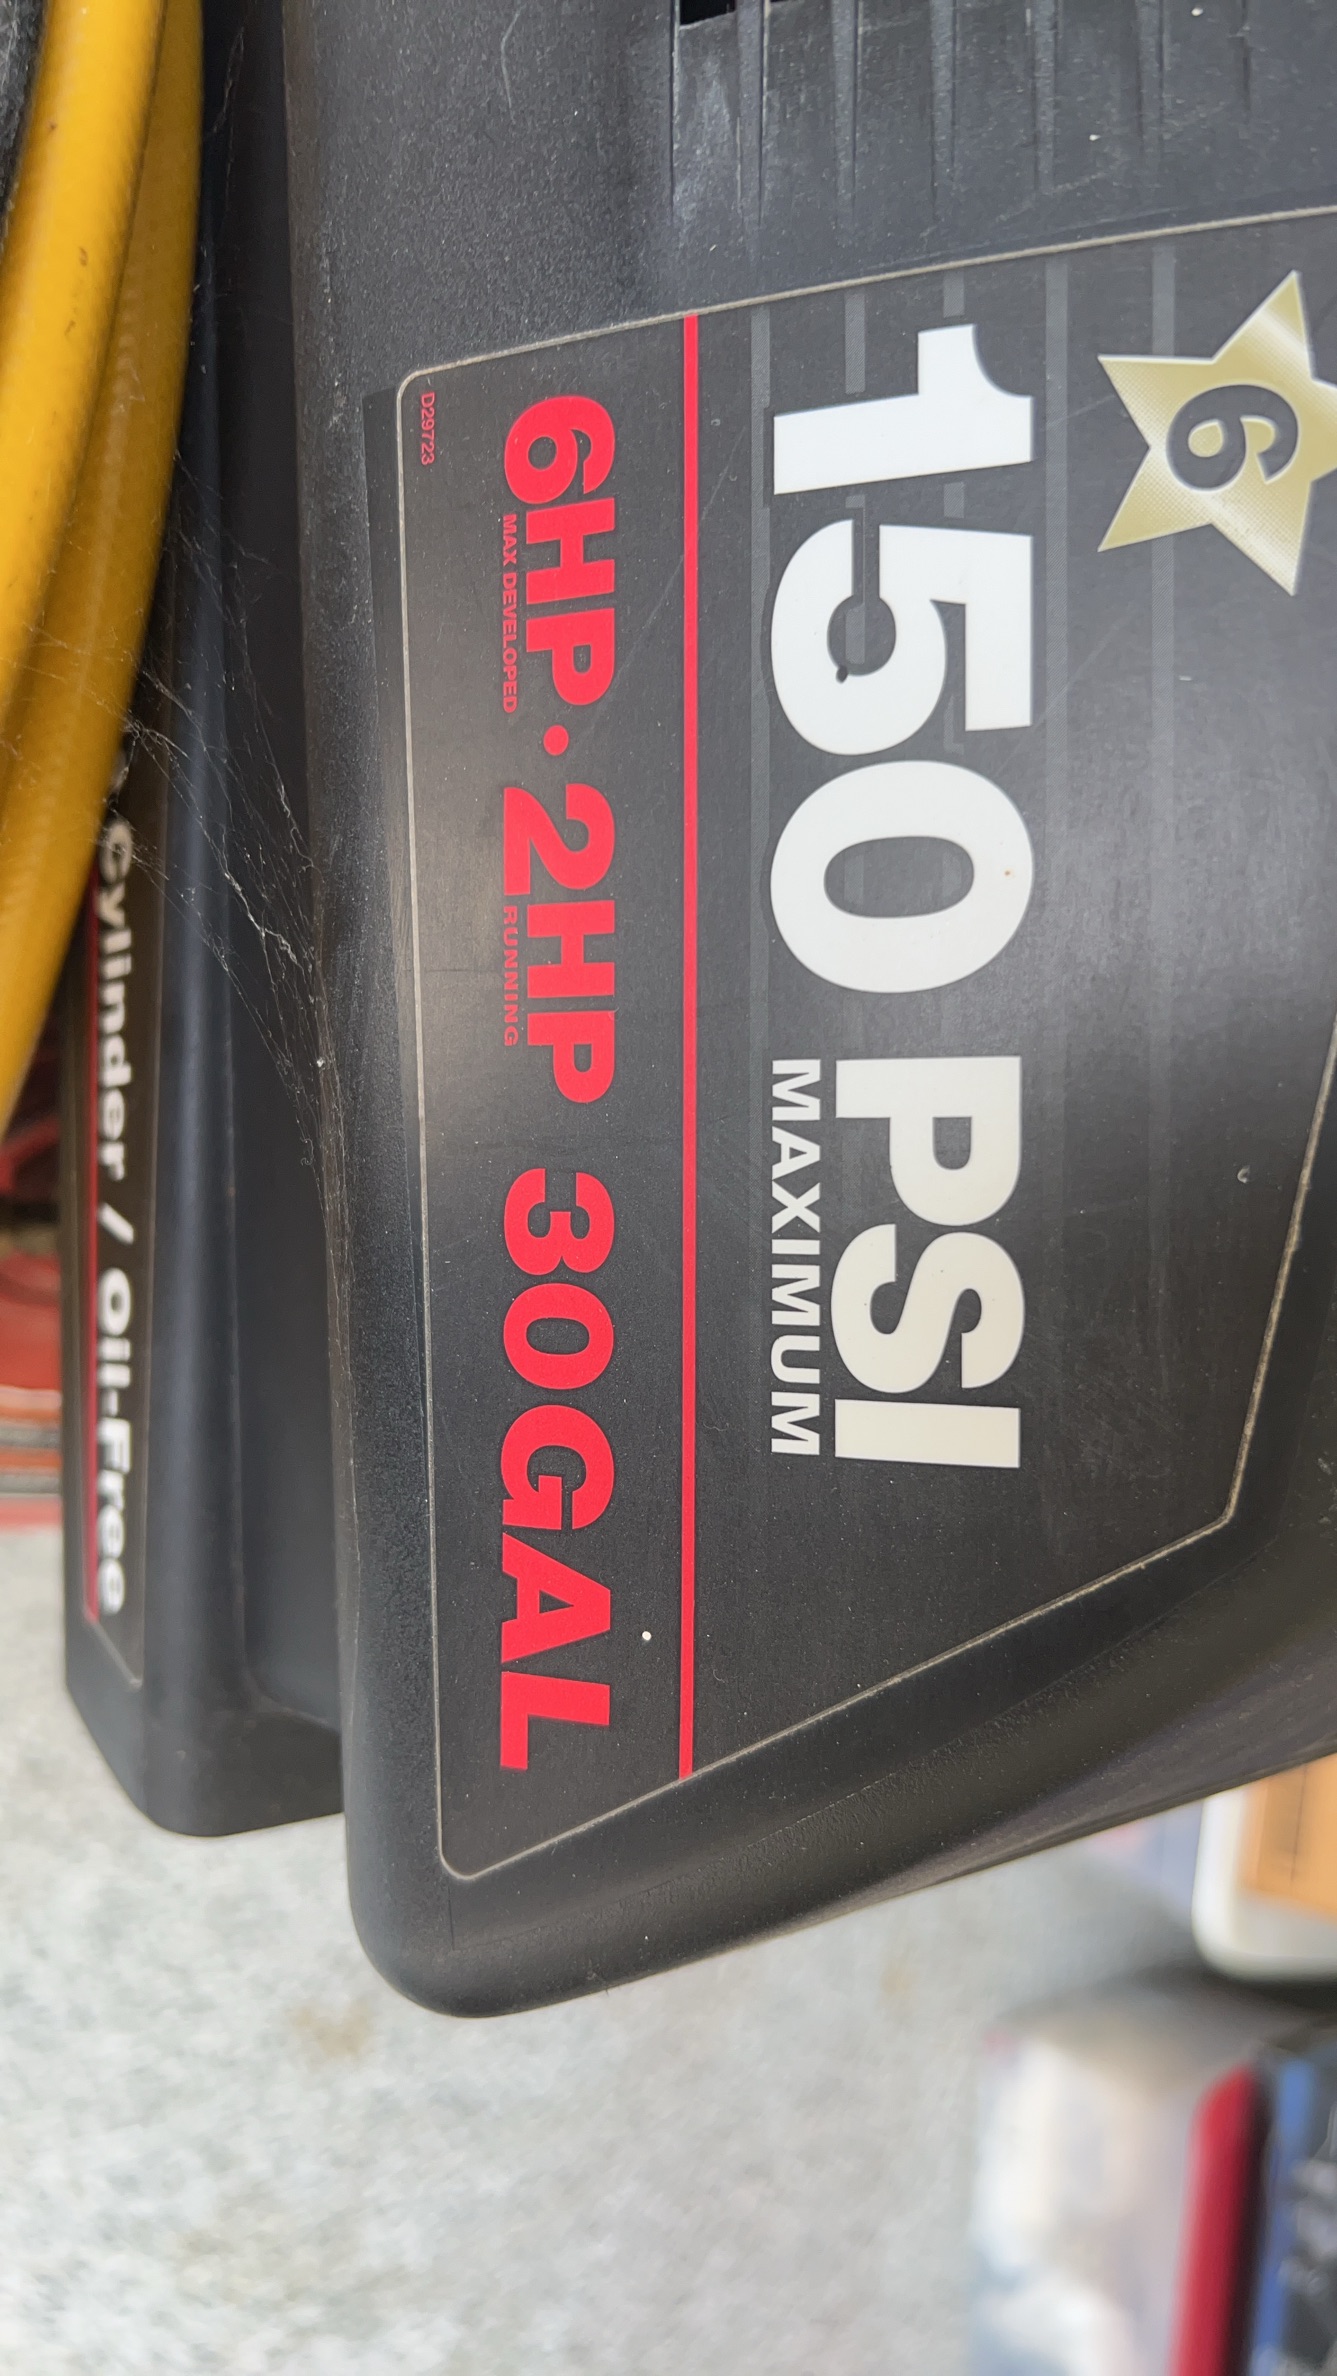 6
150 PSI
MAXIMUM
6HP • 2HP 30GAL
MAX DEVELOPED RUNNING
D29723
Cylinder / Oil-Free